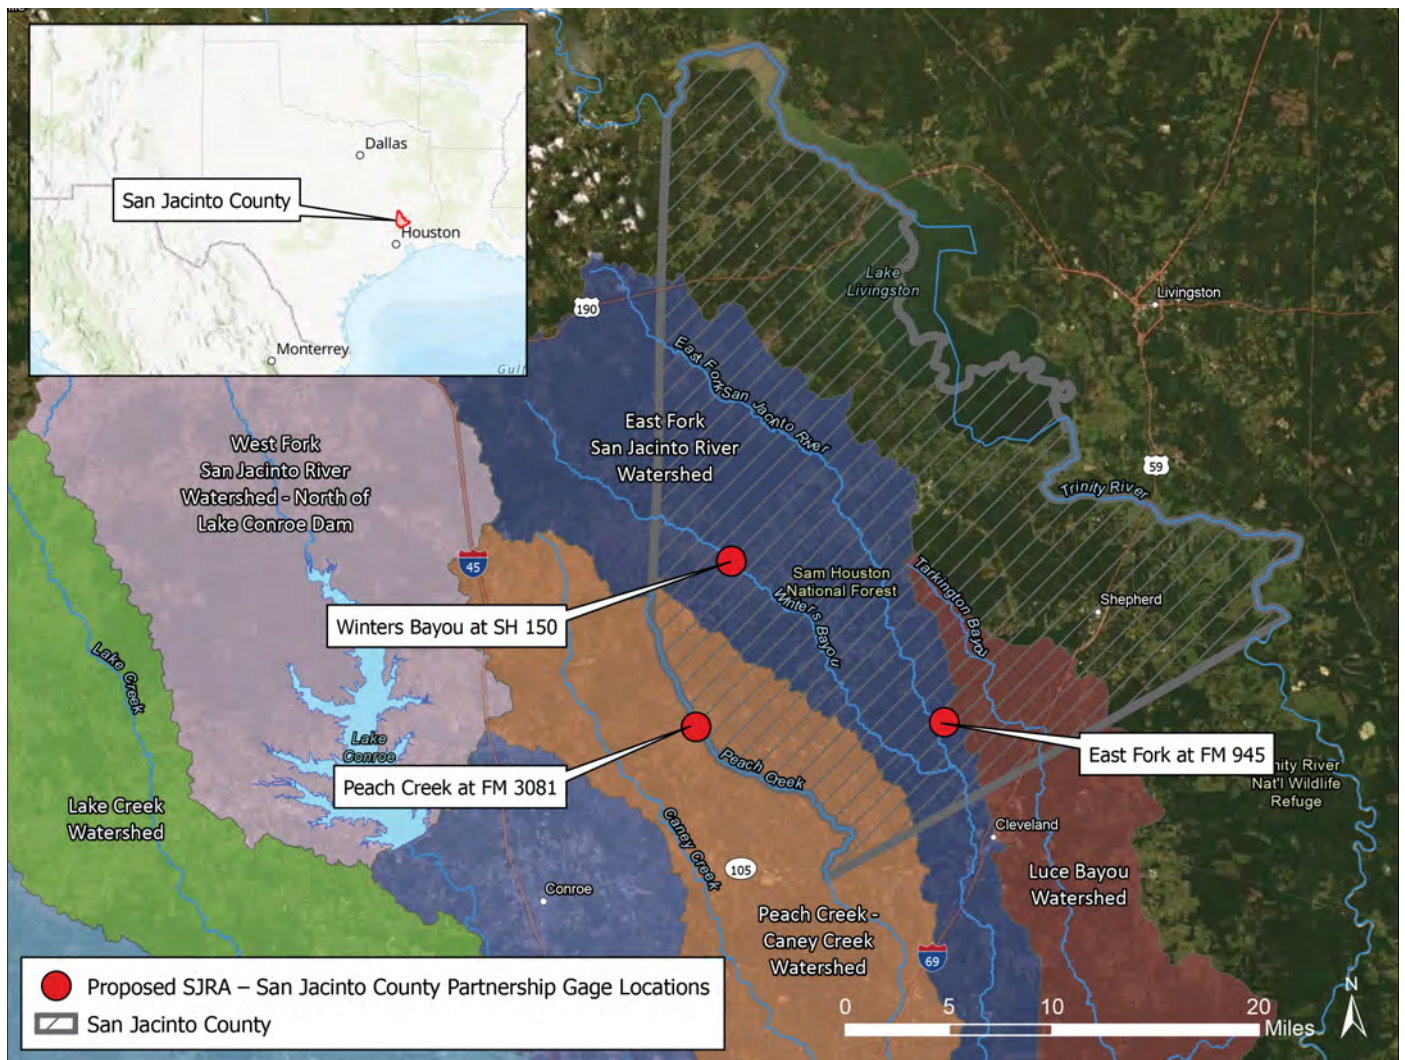 Dallas
San Jacinto County
Houston
Monterrey
Gulf
190
Lake
Livingston
Livingston
East Fork San Jacinto River
East Fork
San Jacinto River
Watershed
West Fork
San Jacinto River
Watershed - North of
Lake Conroe Dam
59
Trinity River
45
Sam Houston
National Forest
Tarkington Bayou
Shepherd
Winters Bayou at SH 150
Winters Bayou
Lake Creek
Lake
Conroe
Peach Creek at FM 3081
Peach Creek
East Fork at FM 945
nity River
Nat'l Wildlife
Refuge
Lake Creek
Watershed
Cleveland
Caney Creek
105
Luce Bayou
Watershed
Conroe
Peach Creek -
Caney Creek
Watershed
69
Proposed SJRA – San Jacinto County Partnership Gage Locations
San Jacinto County
0 5 10 20
Miles
N